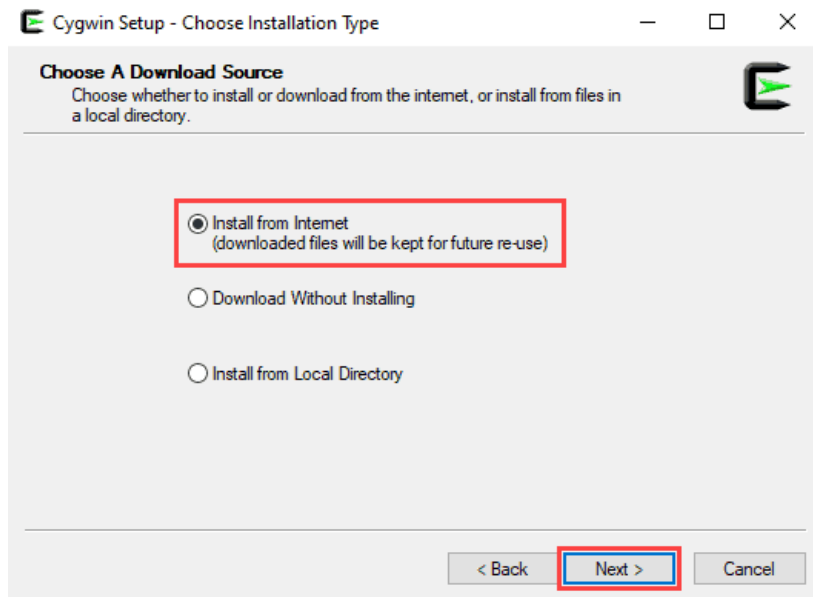 Cygwin Setup - Choose Installation Type
Choose A Download Source
Choose whether to install or download from the internet, or install from files in
a local directory.
Install from Internet
(downloaded files will be kept for future re-use)
Download Without Installing
Install from Local Directory
< Back
Next >
Cancel